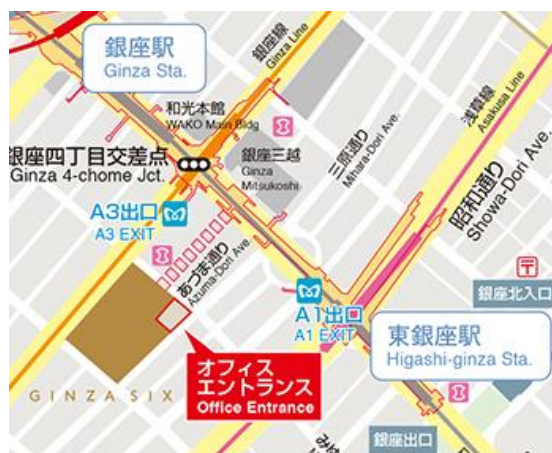 銀座駅
Ginza Sta.
銀座線
Ginza Line
和光本館
WAKO Main Bldg
銀座四丁目交差点
Ginza 4-chome Jct.
銀座三越
Ginza
Mitsukoshi
三原通り
Mihara-Dori Ave.
浅草線
Asakusa Line
昭和通り
Showa-Dori Ave.
A3出口
A3 EXIT
あづま通り
Azuma-Dori Ave.
A1出口
A1 EXIT
銀座北入口
東銀座駅
Higashi-ginza Sta.
オフィス
エントランス
Office Entrance
GINZA SIX
銀座出口